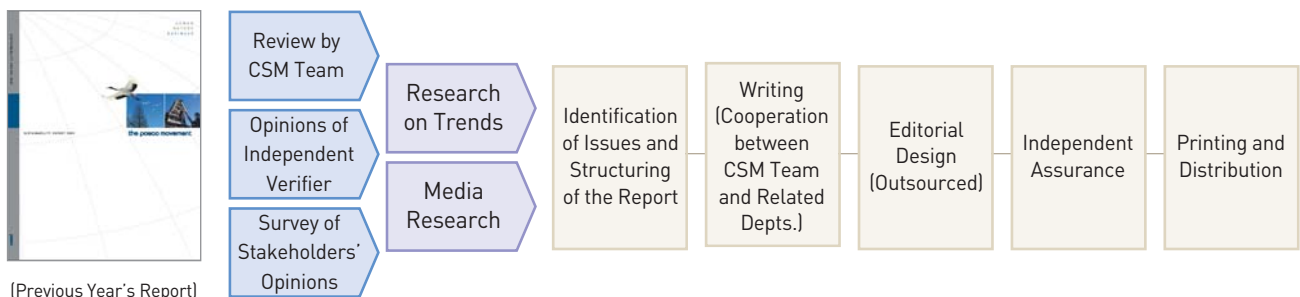 the posco movement
(Previous Year's Report)
Review by
CSM Team
Opinions of
Independent
Verifier
Survey of
Stakeholders'
Opinions
Research
on Trends
Media
Research
Identification
of Issues and
Structuring
of the Report
Writing
(Cooperation
between
CSM Team
and Related
Depts.)
Editorial
Design
(Outsourced)
Independent
Assurance
Printing and
Distribution